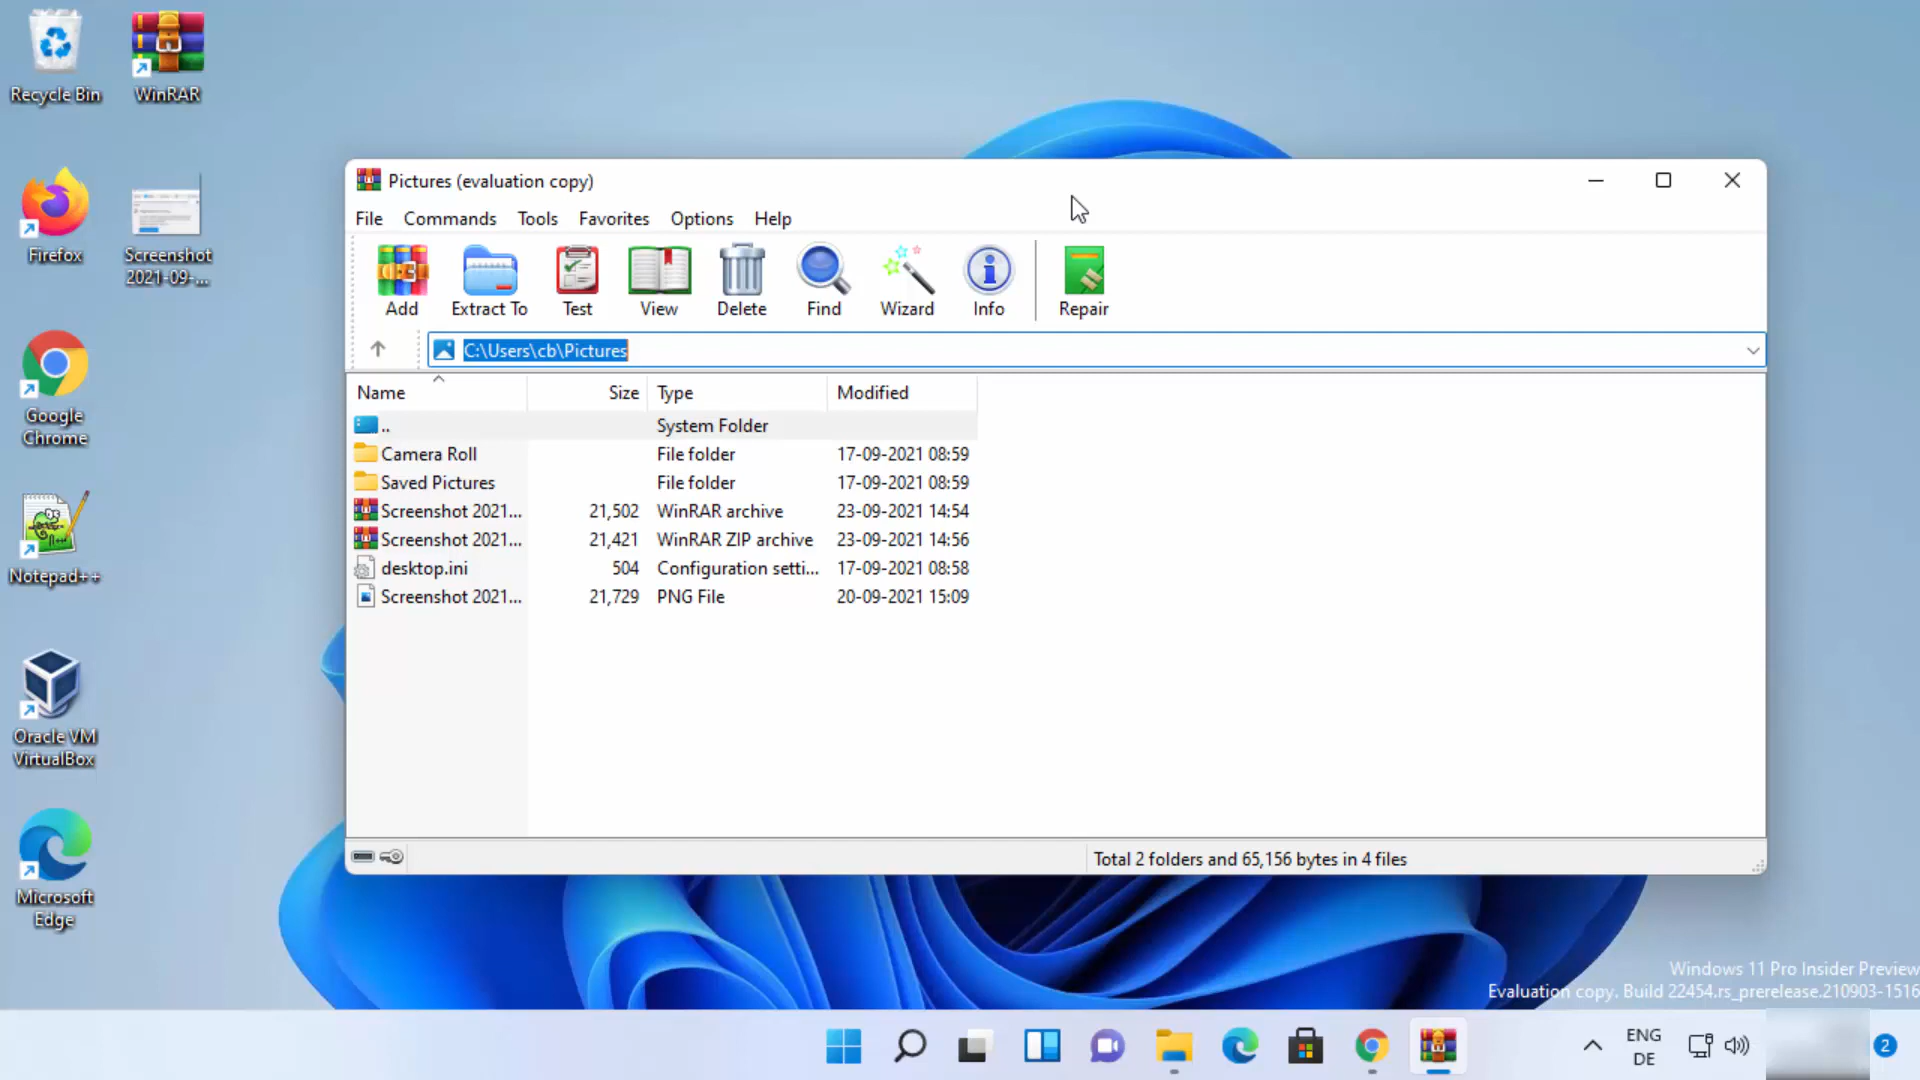 Recycle Bin
WinRAR
Firefox
Screenshot
2021-09-...
Google
Chrome
Notepad++
Oracle VM
VirtualBox
Microsoft
Edge
Pictures (evaluation copy)
File Commands Tools Favorites Options Help
Add Extract To Test View Delete Find Wizard Info Repair
C:\Users\cb\Pictures
Name Size Type Modified
.. System Folder
Camera Roll File folder 17-09-2021 08:59
Saved Pictures File folder 17-09-2021 08:59
Screenshot 2021... 21,502 WinRAR archive 23-09-2021 14:54
Screenshot 2021... 21,421 WinRAR ZIP archive 23-09-2021 14:56
desktop.ini 504 Configuration setti... 17-09-2021 08:58
Screenshot 2021... 21,729 PNG File 20-09-2021 15:09
Total 2 folders and 65,156 bytes in 4 files
Windows 11 Pro Insider Preview
Evaluation copy. Build 22454.rs_prerelease.210903-1516
ENG
DE
2